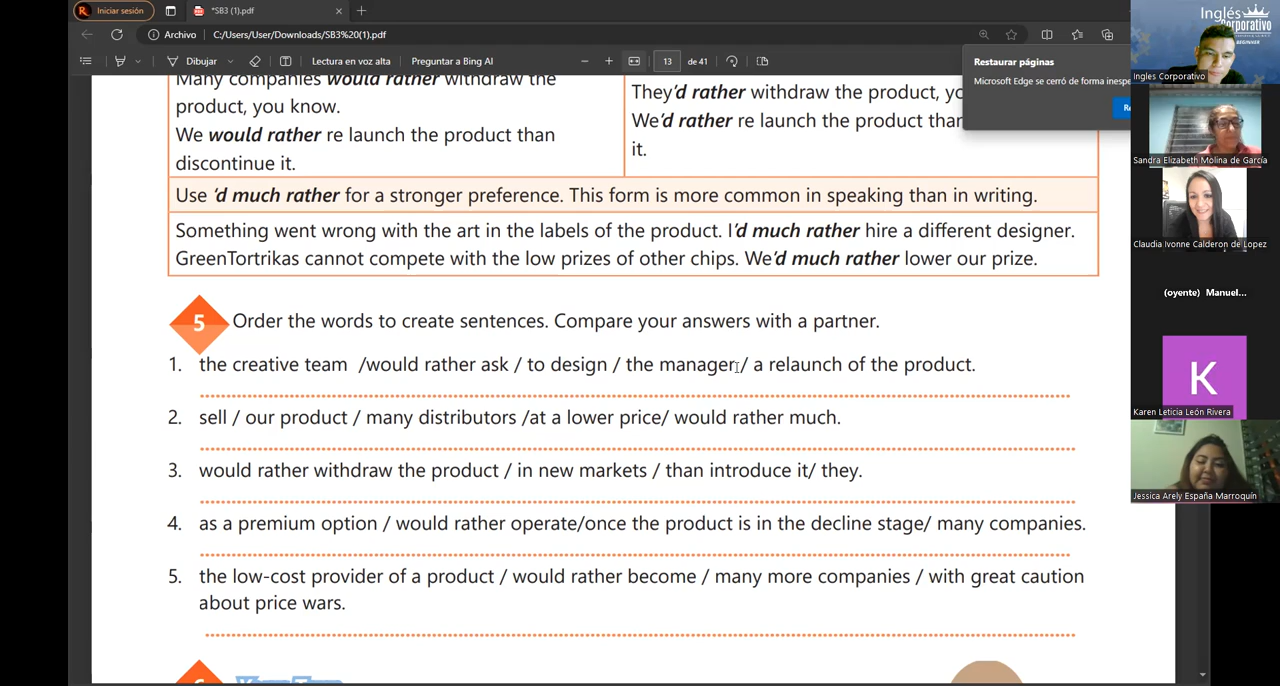 Iniciar sesión
*SB3 (1).pdf
Archivo
C:/Users/User/Downloads/SB3%20(1).pdf
Dibujar
Lectura en voz alta
Preguntar a Bing AI
13
de 41
Restaurar páginas
Microsoft Edge se cerró de forma inespe
Many companies would rather withdraw the
product, you know.
We would rather re launch the product than
discontinue it.
They'd rather withdraw the product, yo
We'd rather re launch the product than
it.
Use 'd much rather for a stronger preference. This form is more common in speaking than in writing.
Something went wrong with the art in the labels of the product. I'd much rather hire a different designer.
GreenTortrikas cannot compete with the low prizes of other chips. We'd much rather lower our prize.
5
Order the words to create sentences. Compare your answers with a partner.
1. the creative team /would rather ask / to design / the manager / a relaunch of the product.
2. sell / our product / many distributors /at a lower price/ would rather much.
3. would rather withdraw the product / in new markets / than introduce it/ they.
4. as a premium option / would rather operate/once the product is in the decline stage/ many companies.
5. the low-cost provider of a product / would rather become / many more companies / with great caution
about price wars.
6
Inglés
Corporativo
BEGINNER
Ingles Corporativo
Sandra Elizabeth Molina de García
Claudia Ivonne Calderon de Lopez
(oyente) Manuel...
K
Karen Leticia León Rivera
Jessica Arely España Marroquín